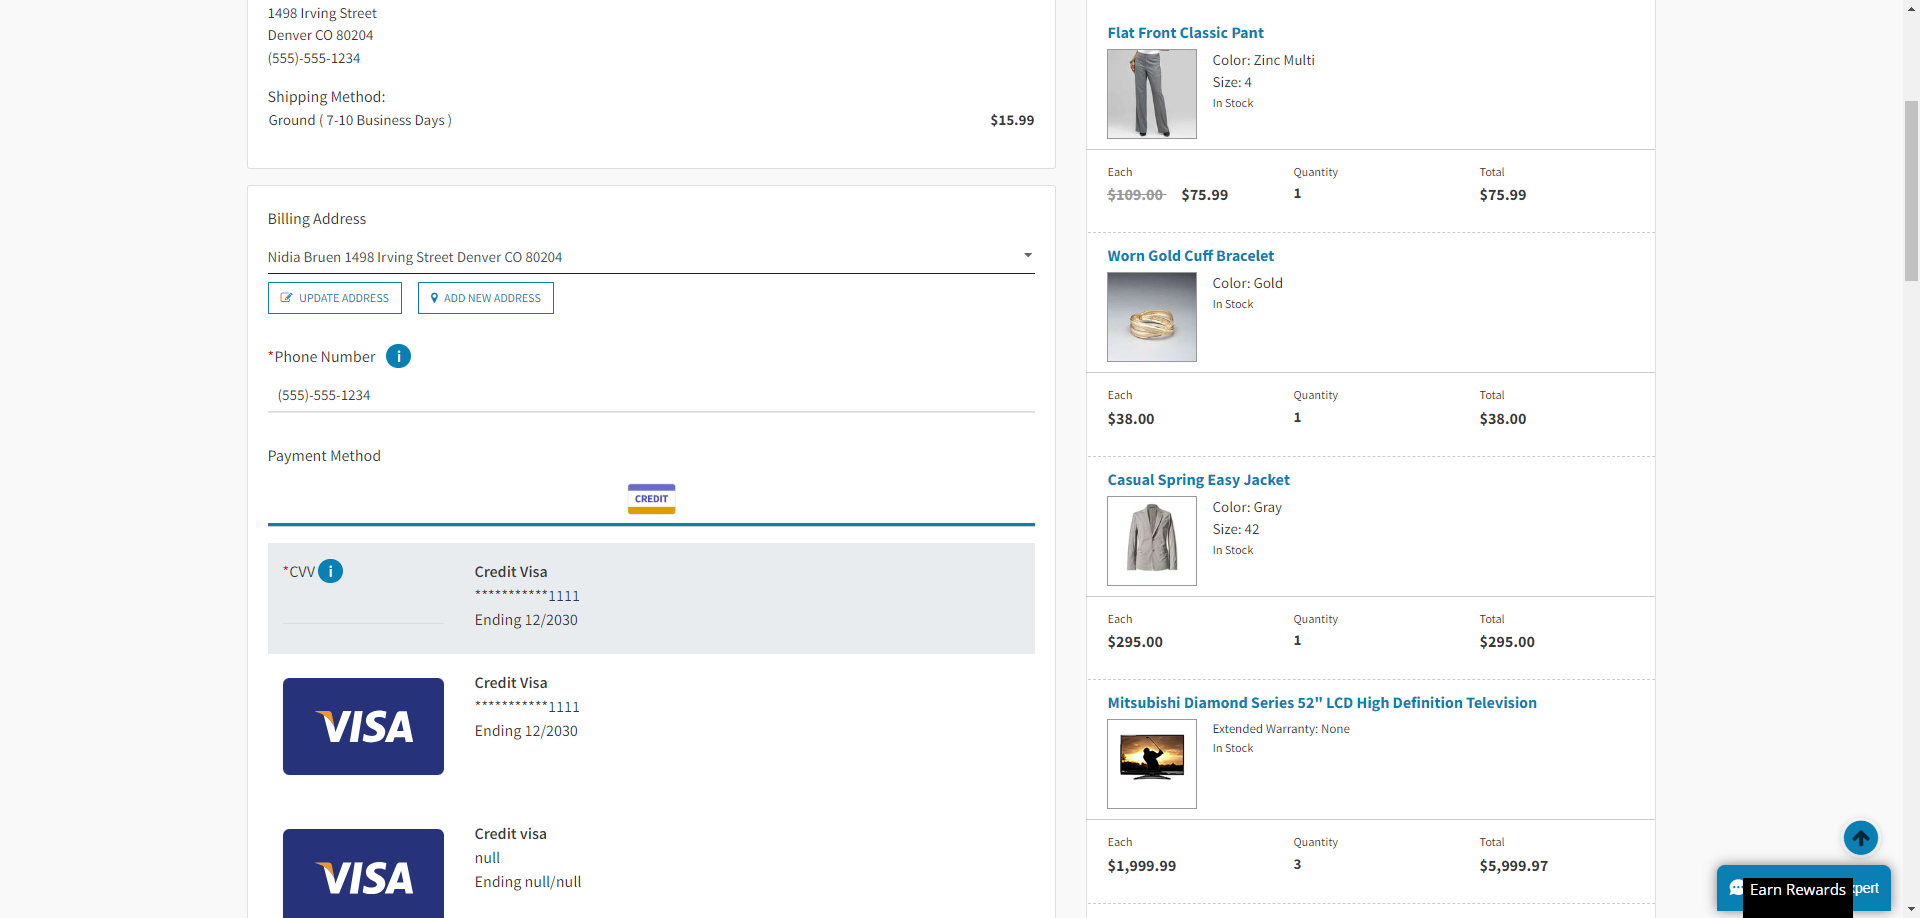 1498 Irving Street
Denver CO 80204
(555)-555-1234
Shipping Method:
Ground ( 7-10 Business Days )
$15.99
Billing Address
Nidia Bruen 1498 Irving Street Denver CO 80204
UPDATE ADDRESS
ADD NEW ADDRESS
*Phone Number i
(555)-555-1234
Payment Method
CREDIT
*CVV i
Credit Visa
***********1111
Ending 12/2030
VISA
Credit Visa
***********1111
Ending 12/2030
VISA
Credit visa
null
Ending null/null
Flat Front Classic Pant
Color: Zinc Multi
Size: 4
In Stock
Each Quantity Total
$109.00 $75.99 1 $75.99
Worn Gold Cuff Bracelet
Color: Gold
In Stock
Each Quantity Total
$38.00 1 $38.00
Casual Spring Easy Jacket
Color: Gray
Size: 42
In Stock
Each Quantity Total
$295.00 1 $295.00
Mitsubishi Diamond Series 52" LCD High Definition Television
Extended Warranty: None
In Stock
Each Quantity Total
$1,999.99 3 $5,999.97
Earn Rewards